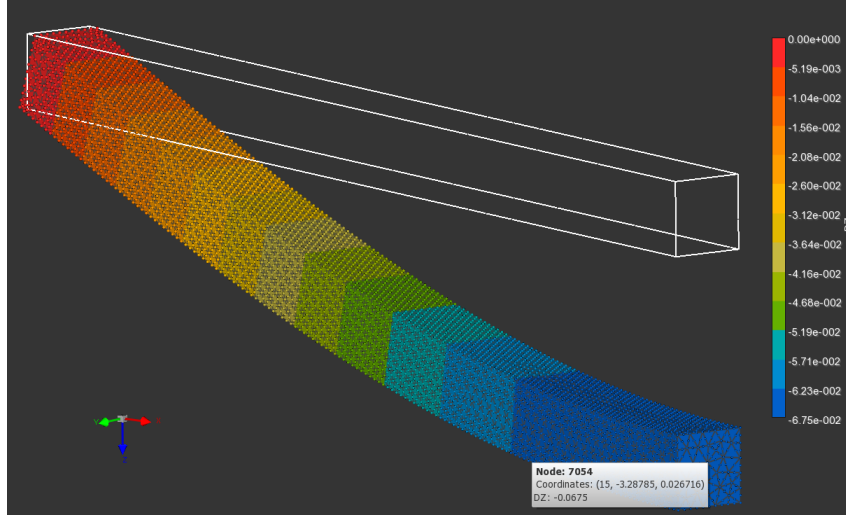 0.00e+000
-5.19e-003
-1.04e-002
-1.56e-002
-2.08e-002
-2.60e-002
-3.12e-002
-3.64e-002
-4.16e-002
-4.68e-002
-5.19e-002
-5.71e-002
-6.23e-002
-6.75e-002
Z
Node: 7054
Coordinates: (15, -3.28785, 0.026716)
DZ: -0.0675